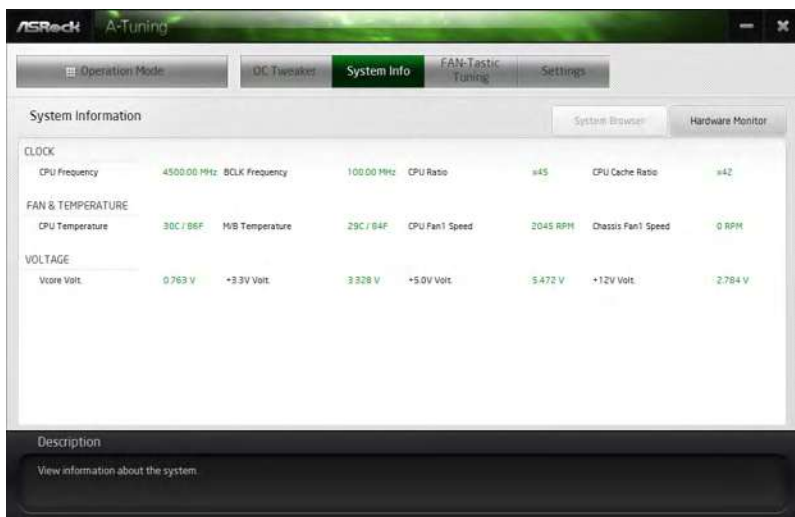 ASRock A-Tuning
Operation Mode OC Tweaker System Info FAN-Tastic Tuning Settings
System Information System Browser Hardware Monitor
CLOCK
CPU Frequency 4500.00 MHz BCLK Frequency 100.00 MHz CPU Ratio x45 CPU Cache Ratio x42
FAN & TEMPERATURE
CPU Temperature 30C / 86F M/B Temperature 29C / 84F CPU Fan1 Speed 2045 RPM Chassis Fan1 Speed 0 RPM
VOLTAGE
Vcore Volt. 0.763 V +3.3V Volt. 3.328 V +5.0V Volt. 5.472 V +12V Volt. 2.784 V
Description
View information about the system.